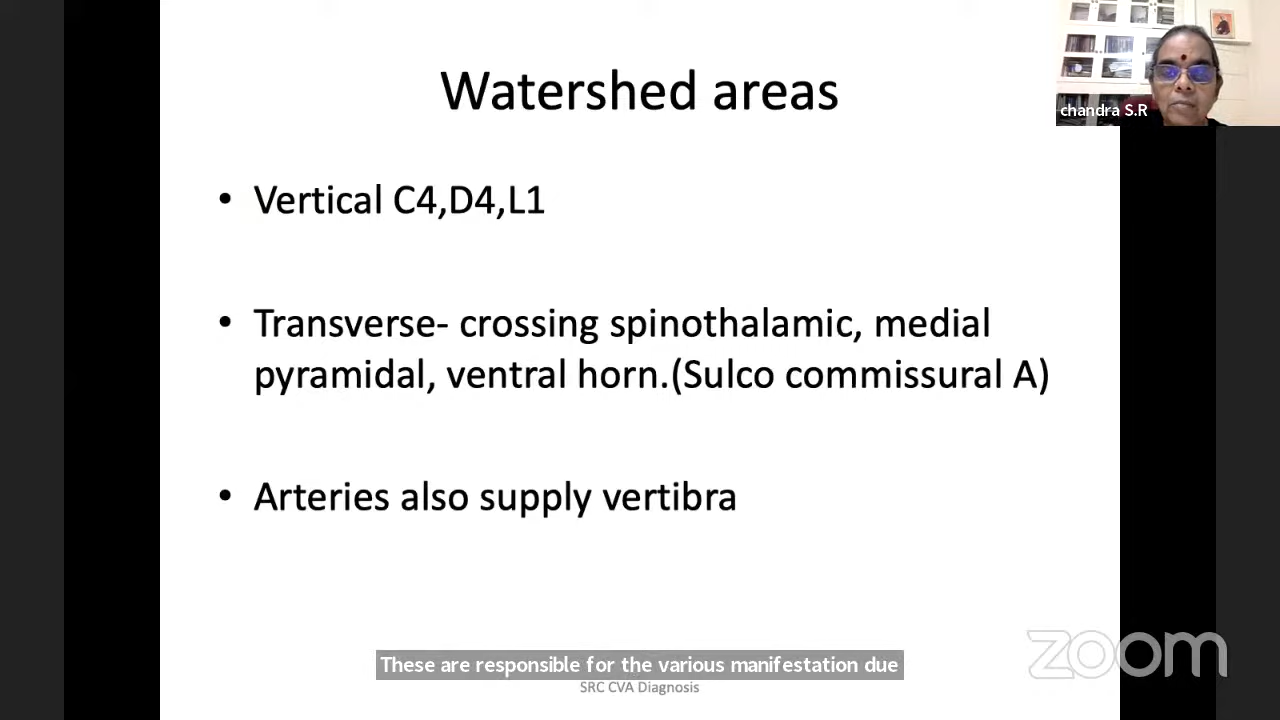 Watershed areas
chandra S.R
• Vertical C4,D4,L1
• Transverse- crossing spinothalamic, medial
pyramidal, ventral horn.(Sulco commissural A)
• Arteries also supply vertibra
These are responsible for the various manifestation due
SRC CVA Diagnosis
zoom